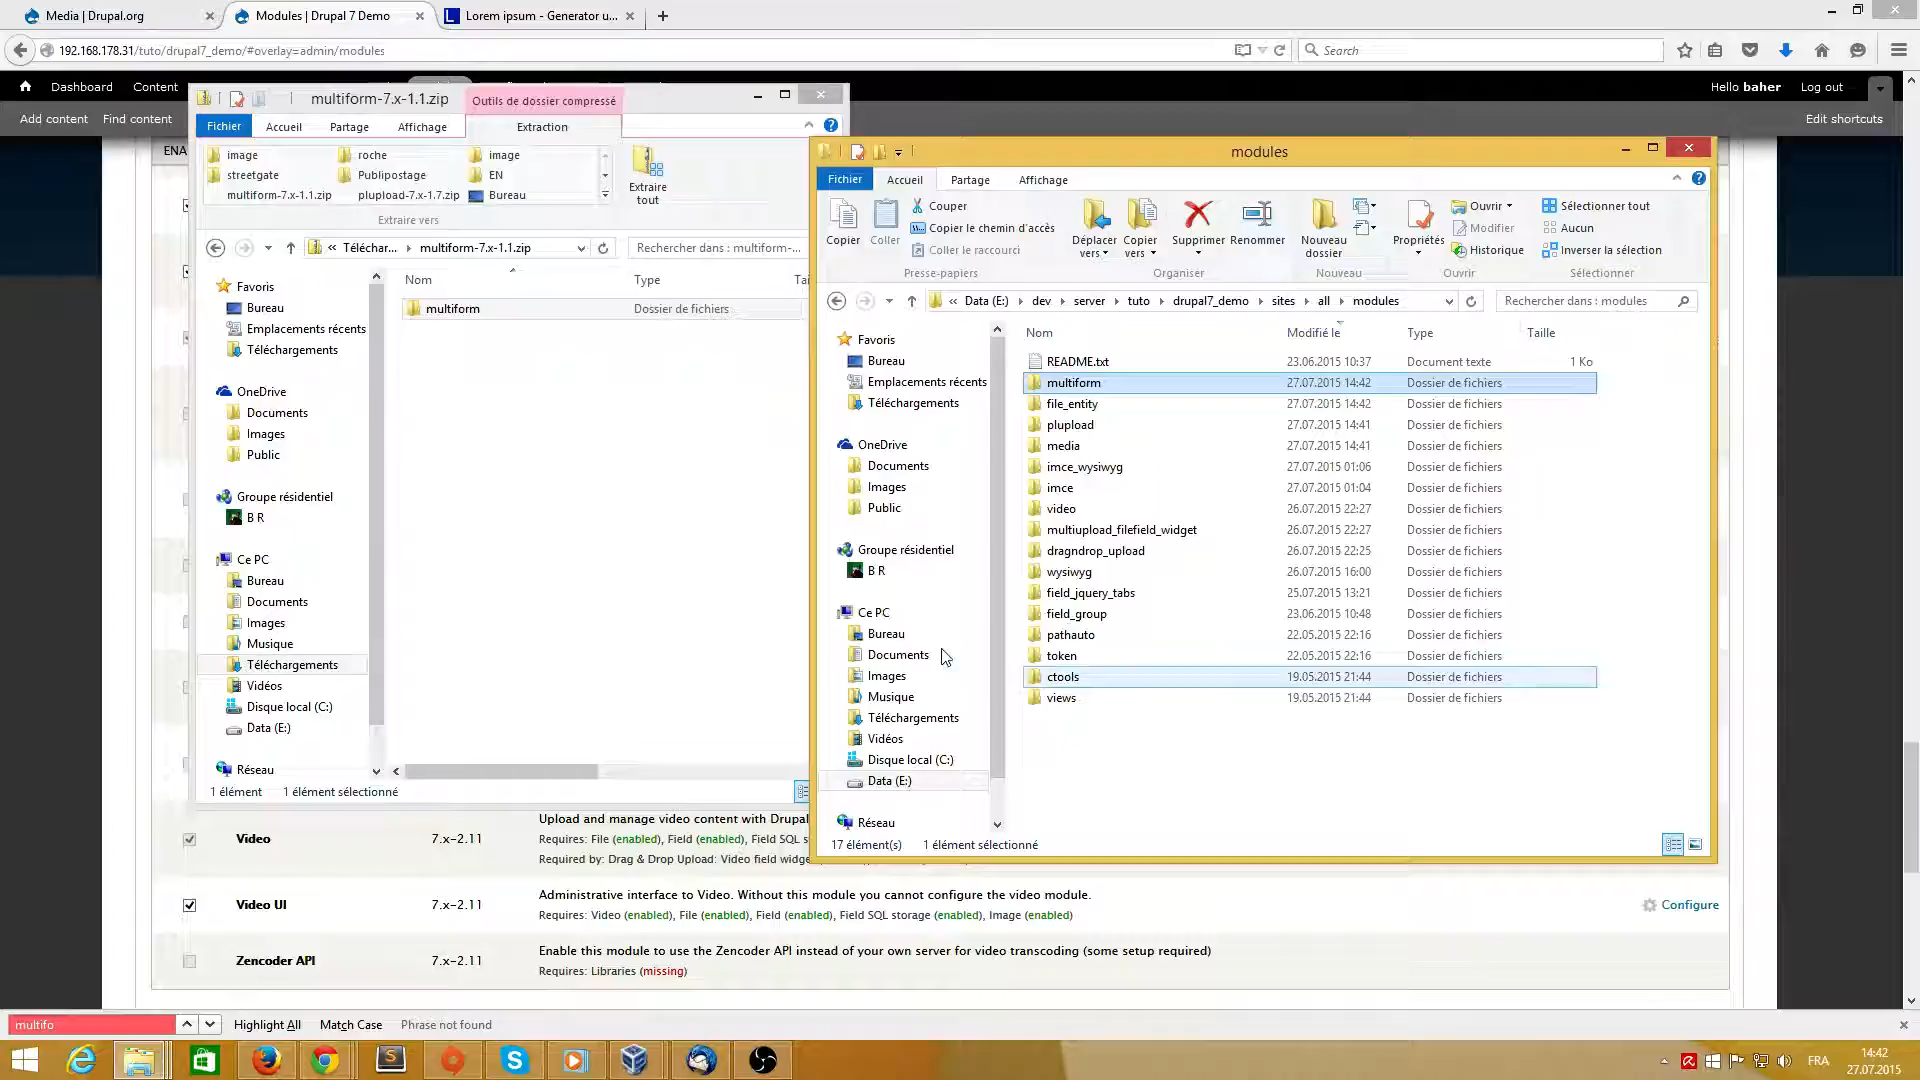 Media | Drupal.org
Modules | Drupal 7 Demo
Lorem ipsum - Generator u...
192.168.178.31/tuto/drupal7_demo/#overlay=admin/modules
Search
Dashboard
Content
Hello baher
Log out
Add content
Find content
Edit shortcuts
ENA
multiform-7.x-1.1.zip
Outils de dossier compressé
Fichier
Accueil
Partage
Affichage
Extraction
image
roche
image
streetgate
Publipostage
EN
multiform-7.x-1.1.zip
plupload-7.x-1.7.zip
Bureau
Extraire
tout
Extraire vers
« Téléchar...
multiform-7.x-1.1.zip
Rechercher dans : multiform-...
Nom
Type
Tai
multiform
Dossier de fichiers
Favoris
Bureau
Emplacements récents
Téléchargements
OneDrive
Documents
Images
Public
Groupe résidentiel
B R
Ce PC
Bureau
Documents
Images
Musique
Téléchargements
Vidéos
Disque local (C:)
Data (E:)
Réseau
1 élément
1 élément sélectionné
modules
Fichier
Accueil
Partage
Affichage
Copier
Coller
Couper
Copier le chemin d'accès
Coller le raccourci
Presse-papiers
Déplacer
vers
Copier
vers
Supprimer
Renommer
Organiser
Nouveau
dossier
Nouveau
Propriétés
Ouvrir
Modifier
Historique
Ouvrir
Sélectionner tout
Aucun
Inverser la sélection
Sélectionner
« Data (E:)
dev
server
tuto
drupal7_demo
sites
all
modules
Rechercher dans : modules
Favoris
Bureau
Emplacements récents
Téléchargements
OneDrive
Documents
Images
Public
Groupe résidentiel
B R
Ce PC
Bureau
Documents
Images
Musique
Téléchargements
Vidéos
Disque local (C:)
Data (E:)
Réseau
Nom Modifié le Type Taille
README.txt 23.06.2015 10:37 Document texte 1 Ko
multiform 27.07.2015 14:42 Dossier de fichiers
file_entity 27.07.2015 14:42 Dossier de fichiers
plupload 27.07.2015 14:41 Dossier de fichiers
media 27.07.2015 14:41 Dossier de fichiers
imce_wysiwyg 27.07.2015 01:06 Dossier de fichiers
imce 27.07.2015 01:04 Dossier de fichiers
video 26.07.2015 22:27 Dossier de fichiers
multiupload_filefield_widget 26.07.2015 22:27 Dossier de fichiers
dragndrop_upload 26.07.2015 22:25 Dossier de fichiers
wysiwyg 26.07.2015 16:00 Dossier de fichiers
field_jquery_tabs 25.07.2015 13:21 Dossier de fichiers
field_group 23.06.2015 10:48 Dossier de fichiers
pathauto 22.05.2015 22:16 Dossier de fichiers
token 22.05.2015 22:16 Dossier de fichiers
ctools 19.05.2015 21:44 Dossier de fichiers
views 19.05.2015 21:44 Dossier de fichiers
17 élément(s)
1 élément sélectionné
Upload and manage video content with Drupal
Video 7.x-2.11 Requires: File (enabled), Field (enabled), Field SQL s
Required by: Drag & Drop Upload: Video field widg
Administrative interface to Video. Without this module you cannot configure the video module.
Video UI 7.x-2.11 Configure
Requires: Video (enabled), File (enabled), Field (enabled), Field SQL storage (enabled), Image (enabled)
Enable this module to use the Zencoder API instead of your own server for video transcoding (some setup required)
Zencoder API 7.x-2.11
Requires: Libraries (missing)
multifo
Highlight All
Match Case
Phrase not found
FRA
14:42
27.07.2015